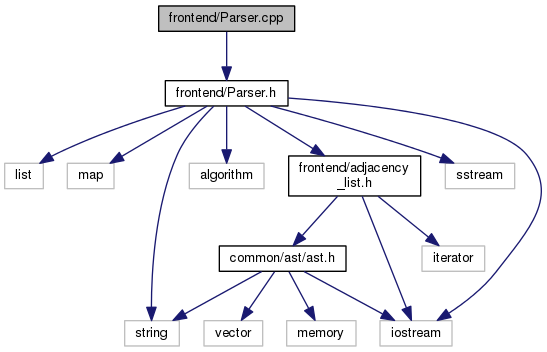 frontend/Parser.cpp
frontend/Parser.h
list
map
algorithm
frontend/adjacency
_list.h
sstream
common/ast/ast.h
iterator
string
vector
memory
iostream